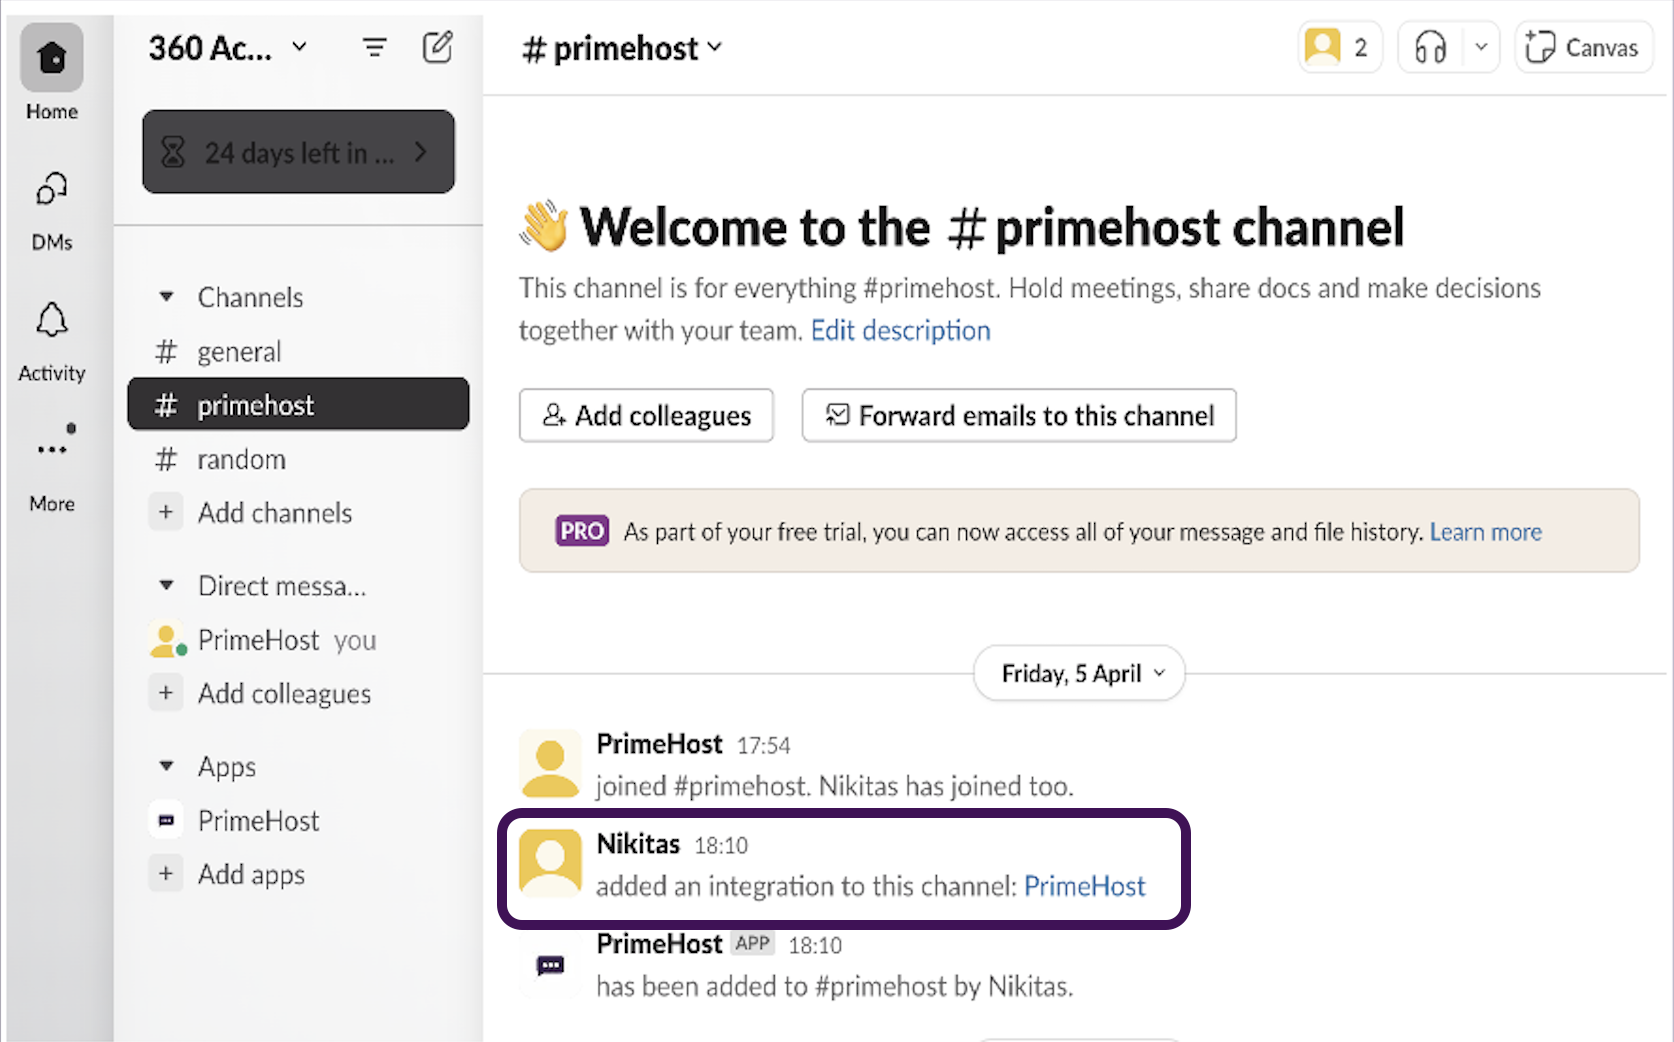 Home
DMs
Activity
More
360 Ac...
24 days left in ...
Channels
# general
# primehost
# random
+ Add channels
Direct messa...
PrimeHost you
+ Add colleagues
Apps
PrimeHost
+ Add apps
# primehost
2
Canvas
👋 Welcome to the # primehost channel
This channel is for everything #primehost. Hold meetings, share docs and make decisions
together with your team. Edit description
Add colleagues
Forward emails to this channel
PRO As part of your free trial, you can now access all of your message and file history. Learn more
Friday, 5 April
PrimeHost 17:54
joined #primehost. Nikitas has joined too.
Nikitas 18:10
added an integration to this channel: PrimeHost
PrimeHost APP 18:10
has been added to #primehost by Nikitas.